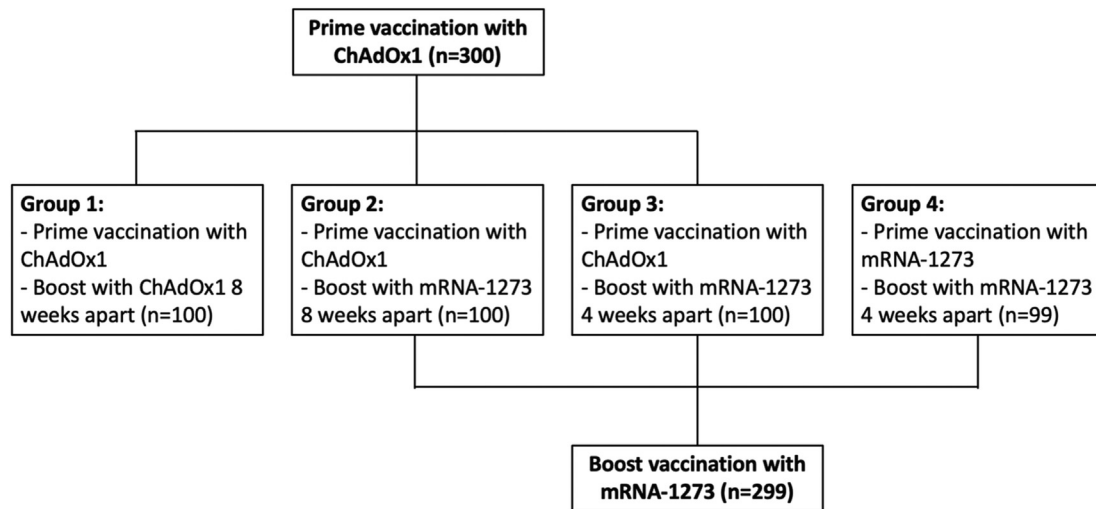 Prime vaccination with
ChAdOx1 (n=300)
Group 1:
- Prime vaccination with
ChAdOx1
- Boost with ChAdOx1 8
weeks apart (n=100)
Group 2:
- Prime vaccination with
ChAdOx1
- Boost with mRNA-1273
8 weeks apart (n=100)
Group 3:
- Prime vaccination with
ChAdOx1
- Boost with mRNA-1273
4 weeks apart (n=100)
Group 4:
- Prime vaccination with
mRNA-1273
- Boost with mRNA-1273
4 weeks apart (n=99)
Boost vaccination with
mRNA-1273 (n=299)